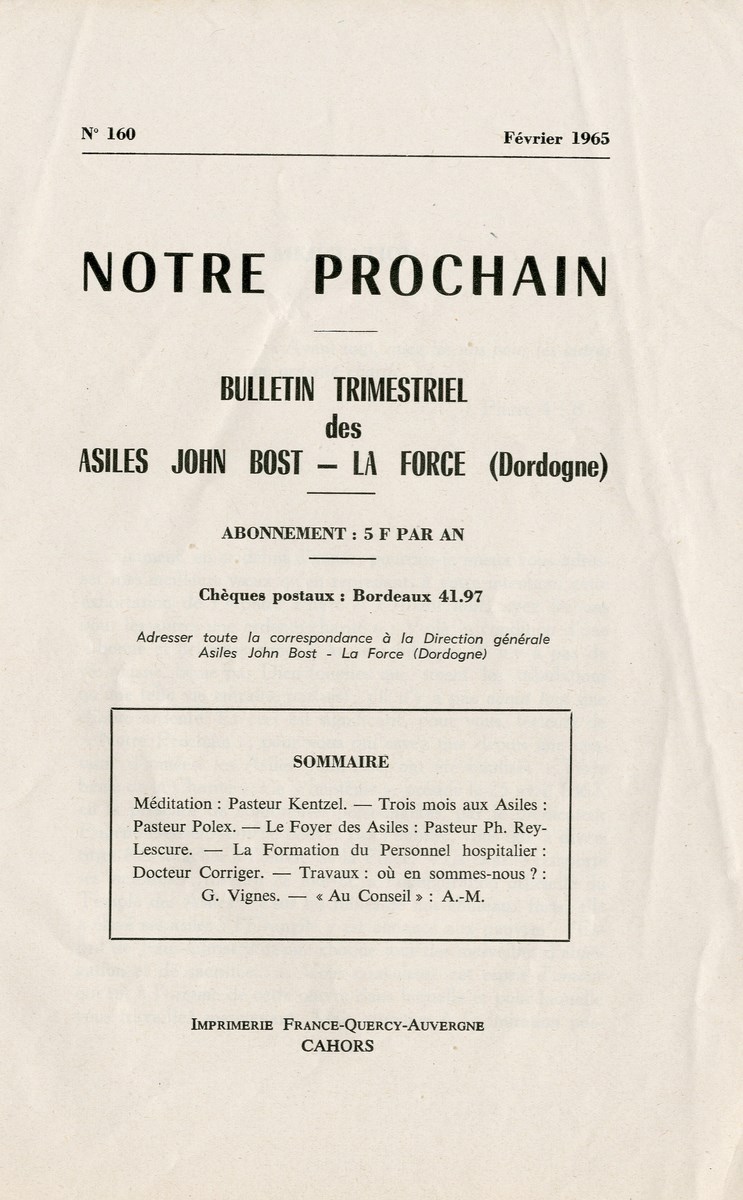 N° 160
Février 1965
NOTRE PROCHAIN
BULLETIN TRIMESTRIEL
des
ASILES JOHN BOST — LA FORCE (Dordogne)
ABONNEMENT : 5 F PAR AN
Chèques postaux : Bordeaux 41.97
Adresser toute la correspondance à la Direction générale
Asiles John Bost - La Force (Dordogne)
SOMMAIRE
Méditation : Pasteur Kentzel. — Trois mois aux Asiles :
Pasteur Polex. — Le Foyer des Asiles : Pasteur Ph. Rey-
Lescure. — La Formation du Personnel hospitalier :
Docteur Corriger. — Travaux : où en sommes-nous ? :
G. Vignes. — « Au Conseil » : A.-M.
IMPRIMERIE FRANCE-QUERCY-AUVERGNE
CAHORS